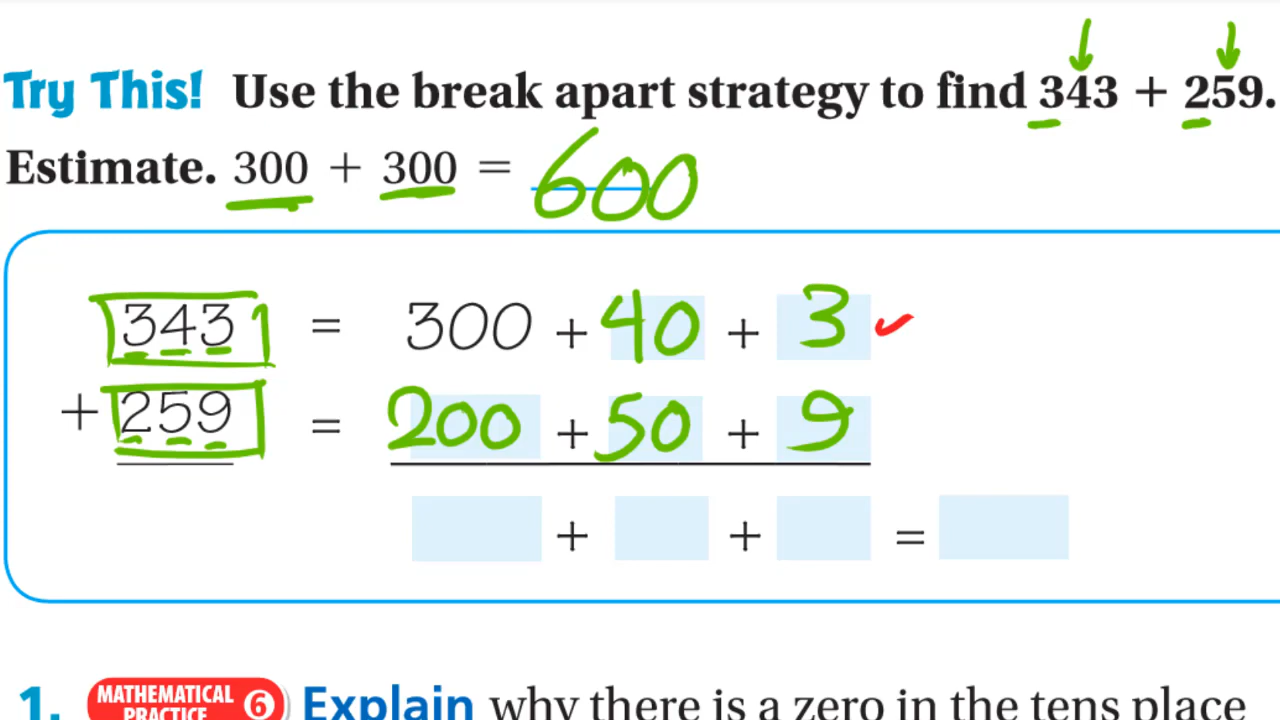 Try This! Use the break apart strategy to find 343 + 259.
Estimate. 300 + 300 = 600
343 = 300 + 40 + 3
+ 259 = 200 + 50 + 9
+ + =
1. MATHEMATICAL PRACTICE 6 Explain why there is a zero in the tens place